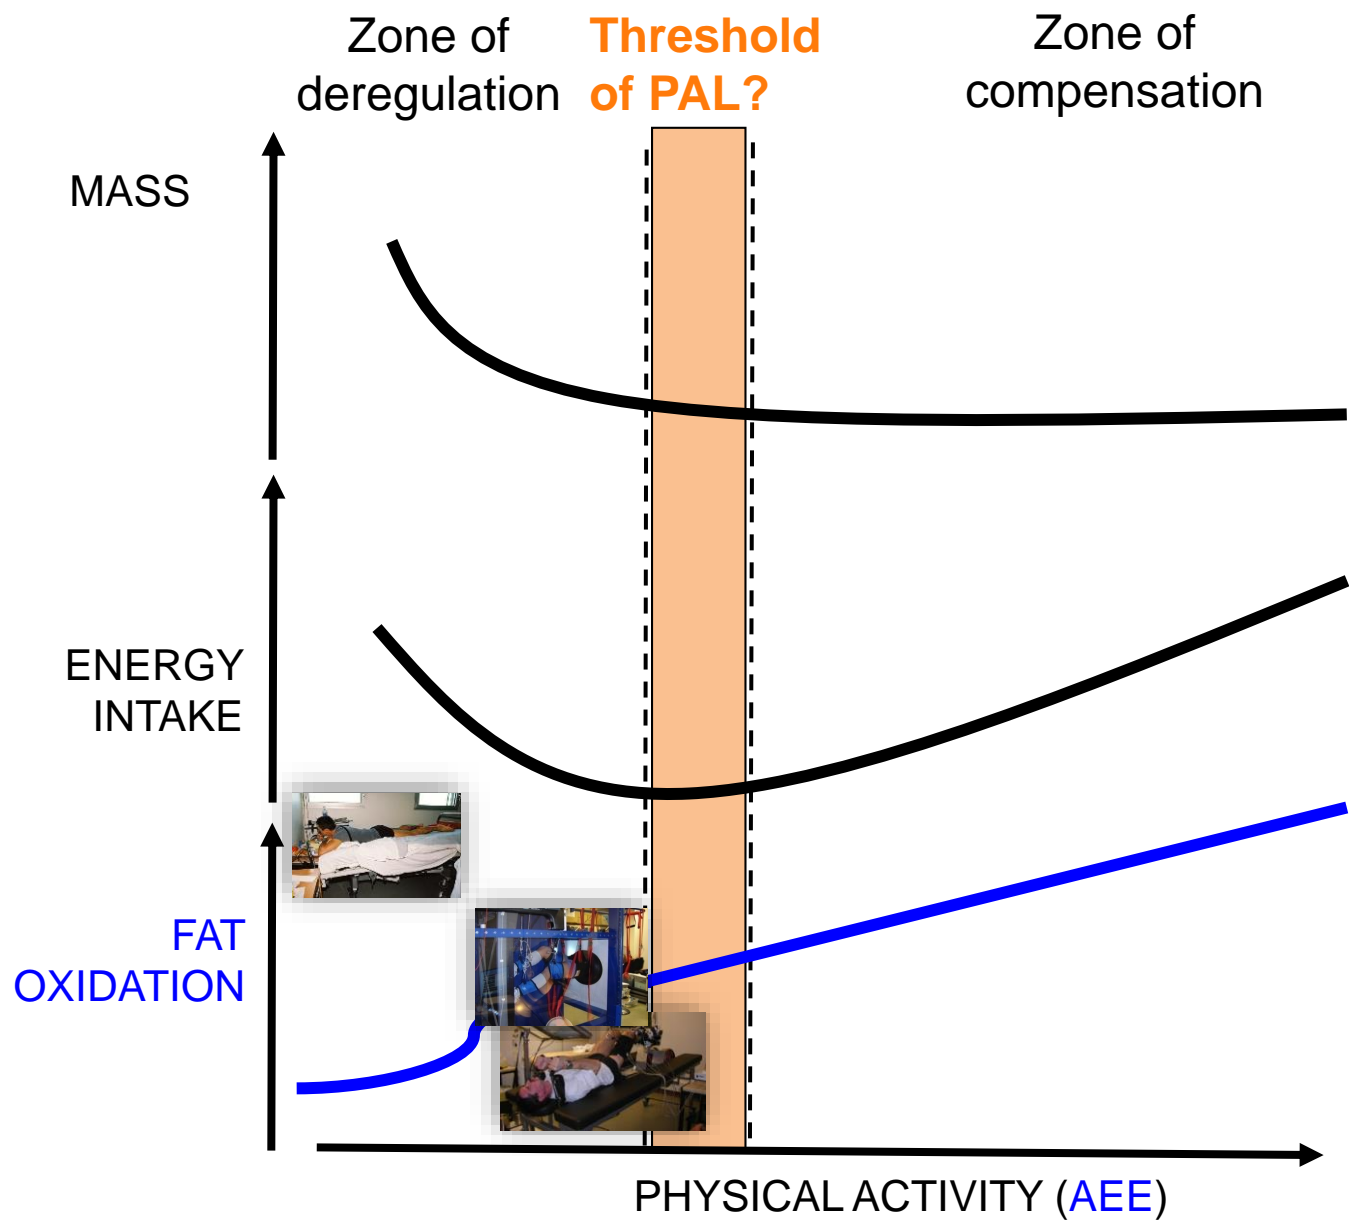 Zone of
deregulation
Threshold
of PAL?
Zone of
compensation
MASS
ENERGY
INTAKE
FAT
OXIDATION
PHYSICAL ACTIVITY (AEE)